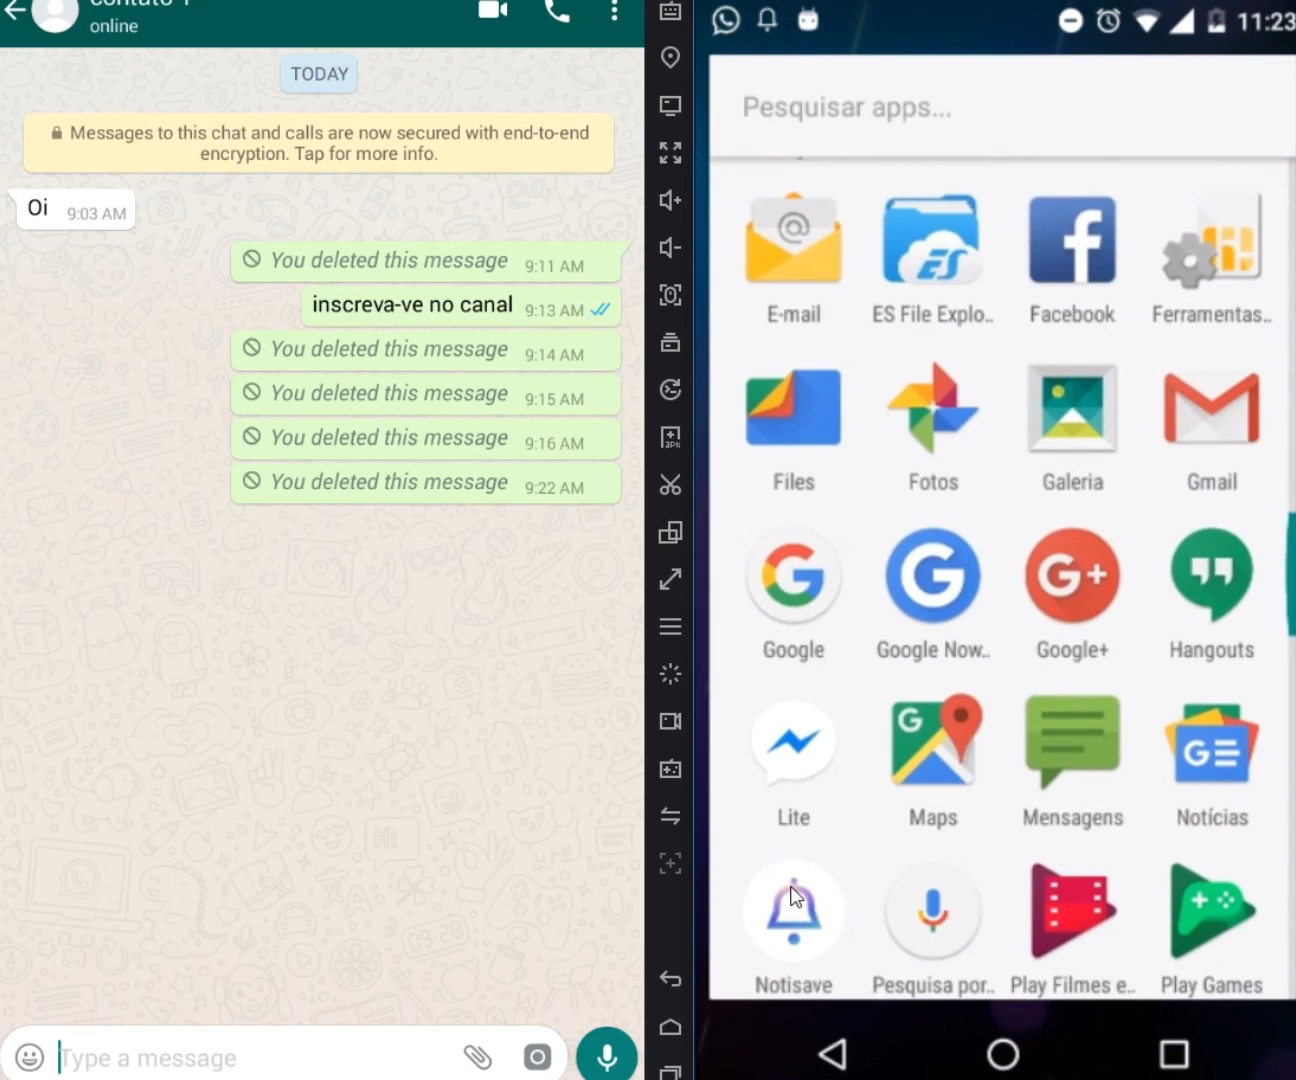 online
TODAY
Messages to this chat and calls are now secured with end-to-end
encryption. Tap for more info.
Oi 9:03 AM
You deleted this message 9:11 AM
inscreva-ve no canal 9:13 AM
You deleted this message 9:14 AM
You deleted this message 9:15 AM
You deleted this message 9:16 AM
You deleted this message 9:22 AM
Type a message
11:23
Pesquisar apps...
E-mail
ES File Explo..
Facebook
Ferramentas..
Files
Fotos
Galeria
Gmail
Google
Google Now..
Google+
Hangouts
Lite
Maps
Mensagens
Notícias
Notisave
Pesquisa por..
Play Filmes e..
Play Games